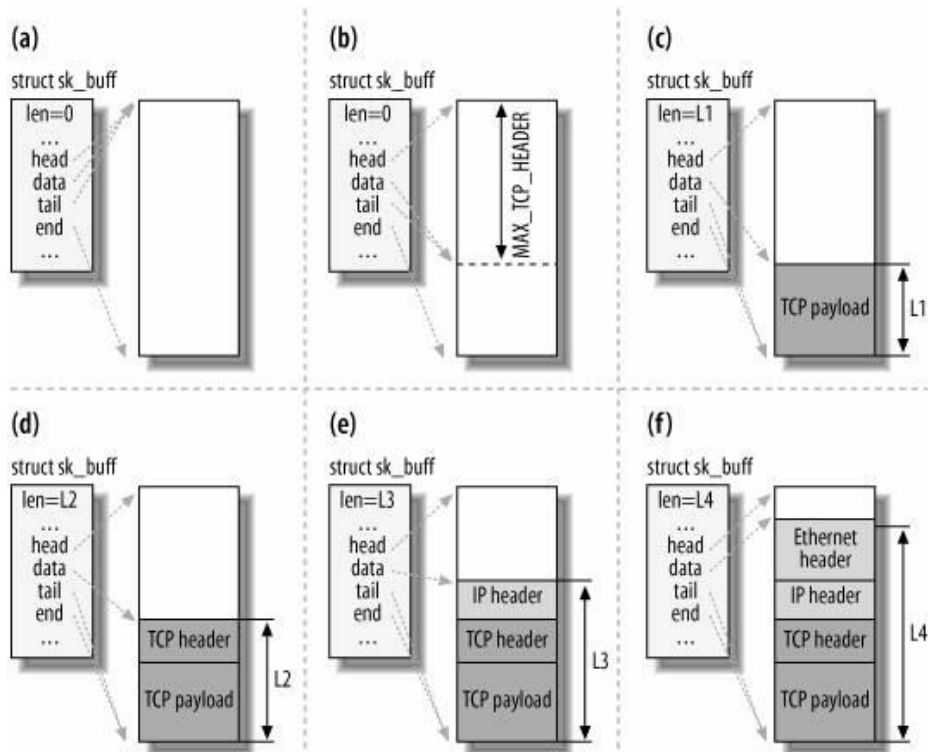 (a)
struct sk_buff
len=0
...
head
data
tail
end
...
(b)
struct sk_buff
len=0
...
head
data
tail
end
...
MAX_TCP_HEADER
(c)
struct sk_buff
len=L1
...
head
data
tail
end
...
TCP payload
L1
(d)
struct sk_buff
len=L2
...
head
data
tail
end
...
TCP header
TCP payload
L2
(e)
struct sk_buff
len=L3
...
head
data
tail
end
...
IP header
TCP header
TCP payload
L3
(f)
struct sk_buff
len=L4
...
head
data
tail
end
...
Ethernet
header
IP header
TCP header
TCP payload
L4